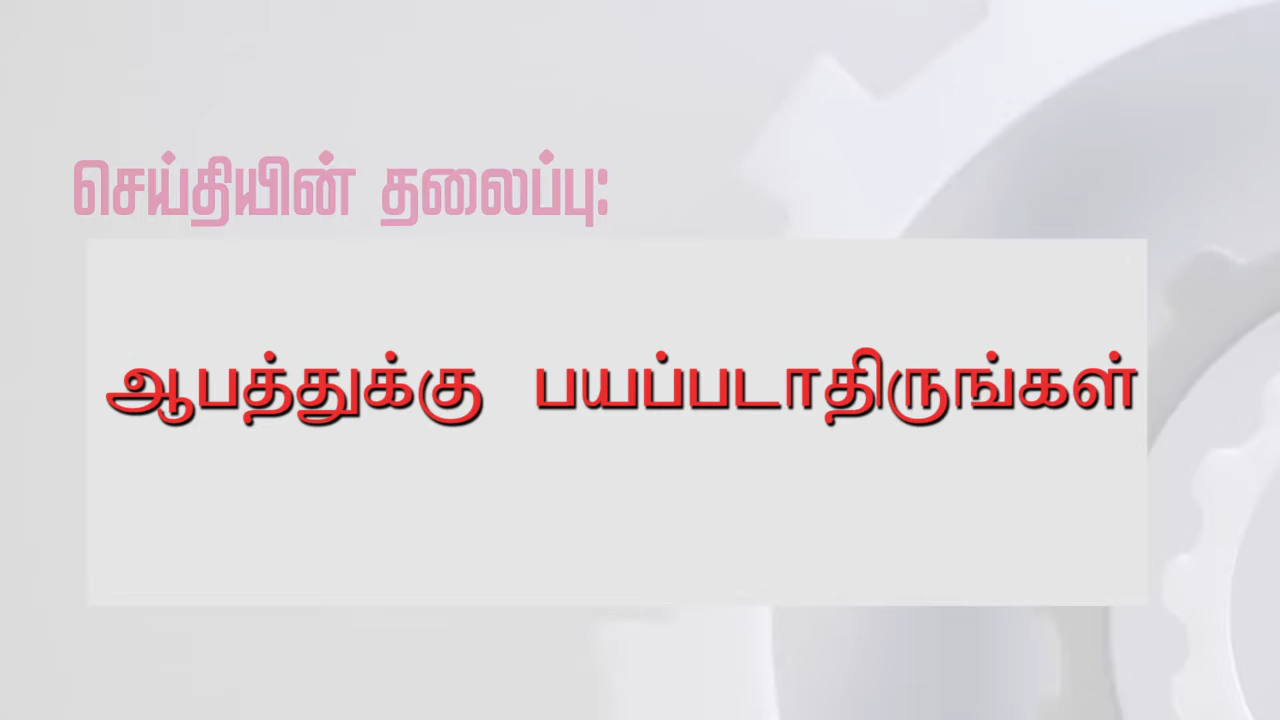 செய்தியின் தலைப்பு:
ஆபத்துக்கு பயப்படாதிருங்கள்